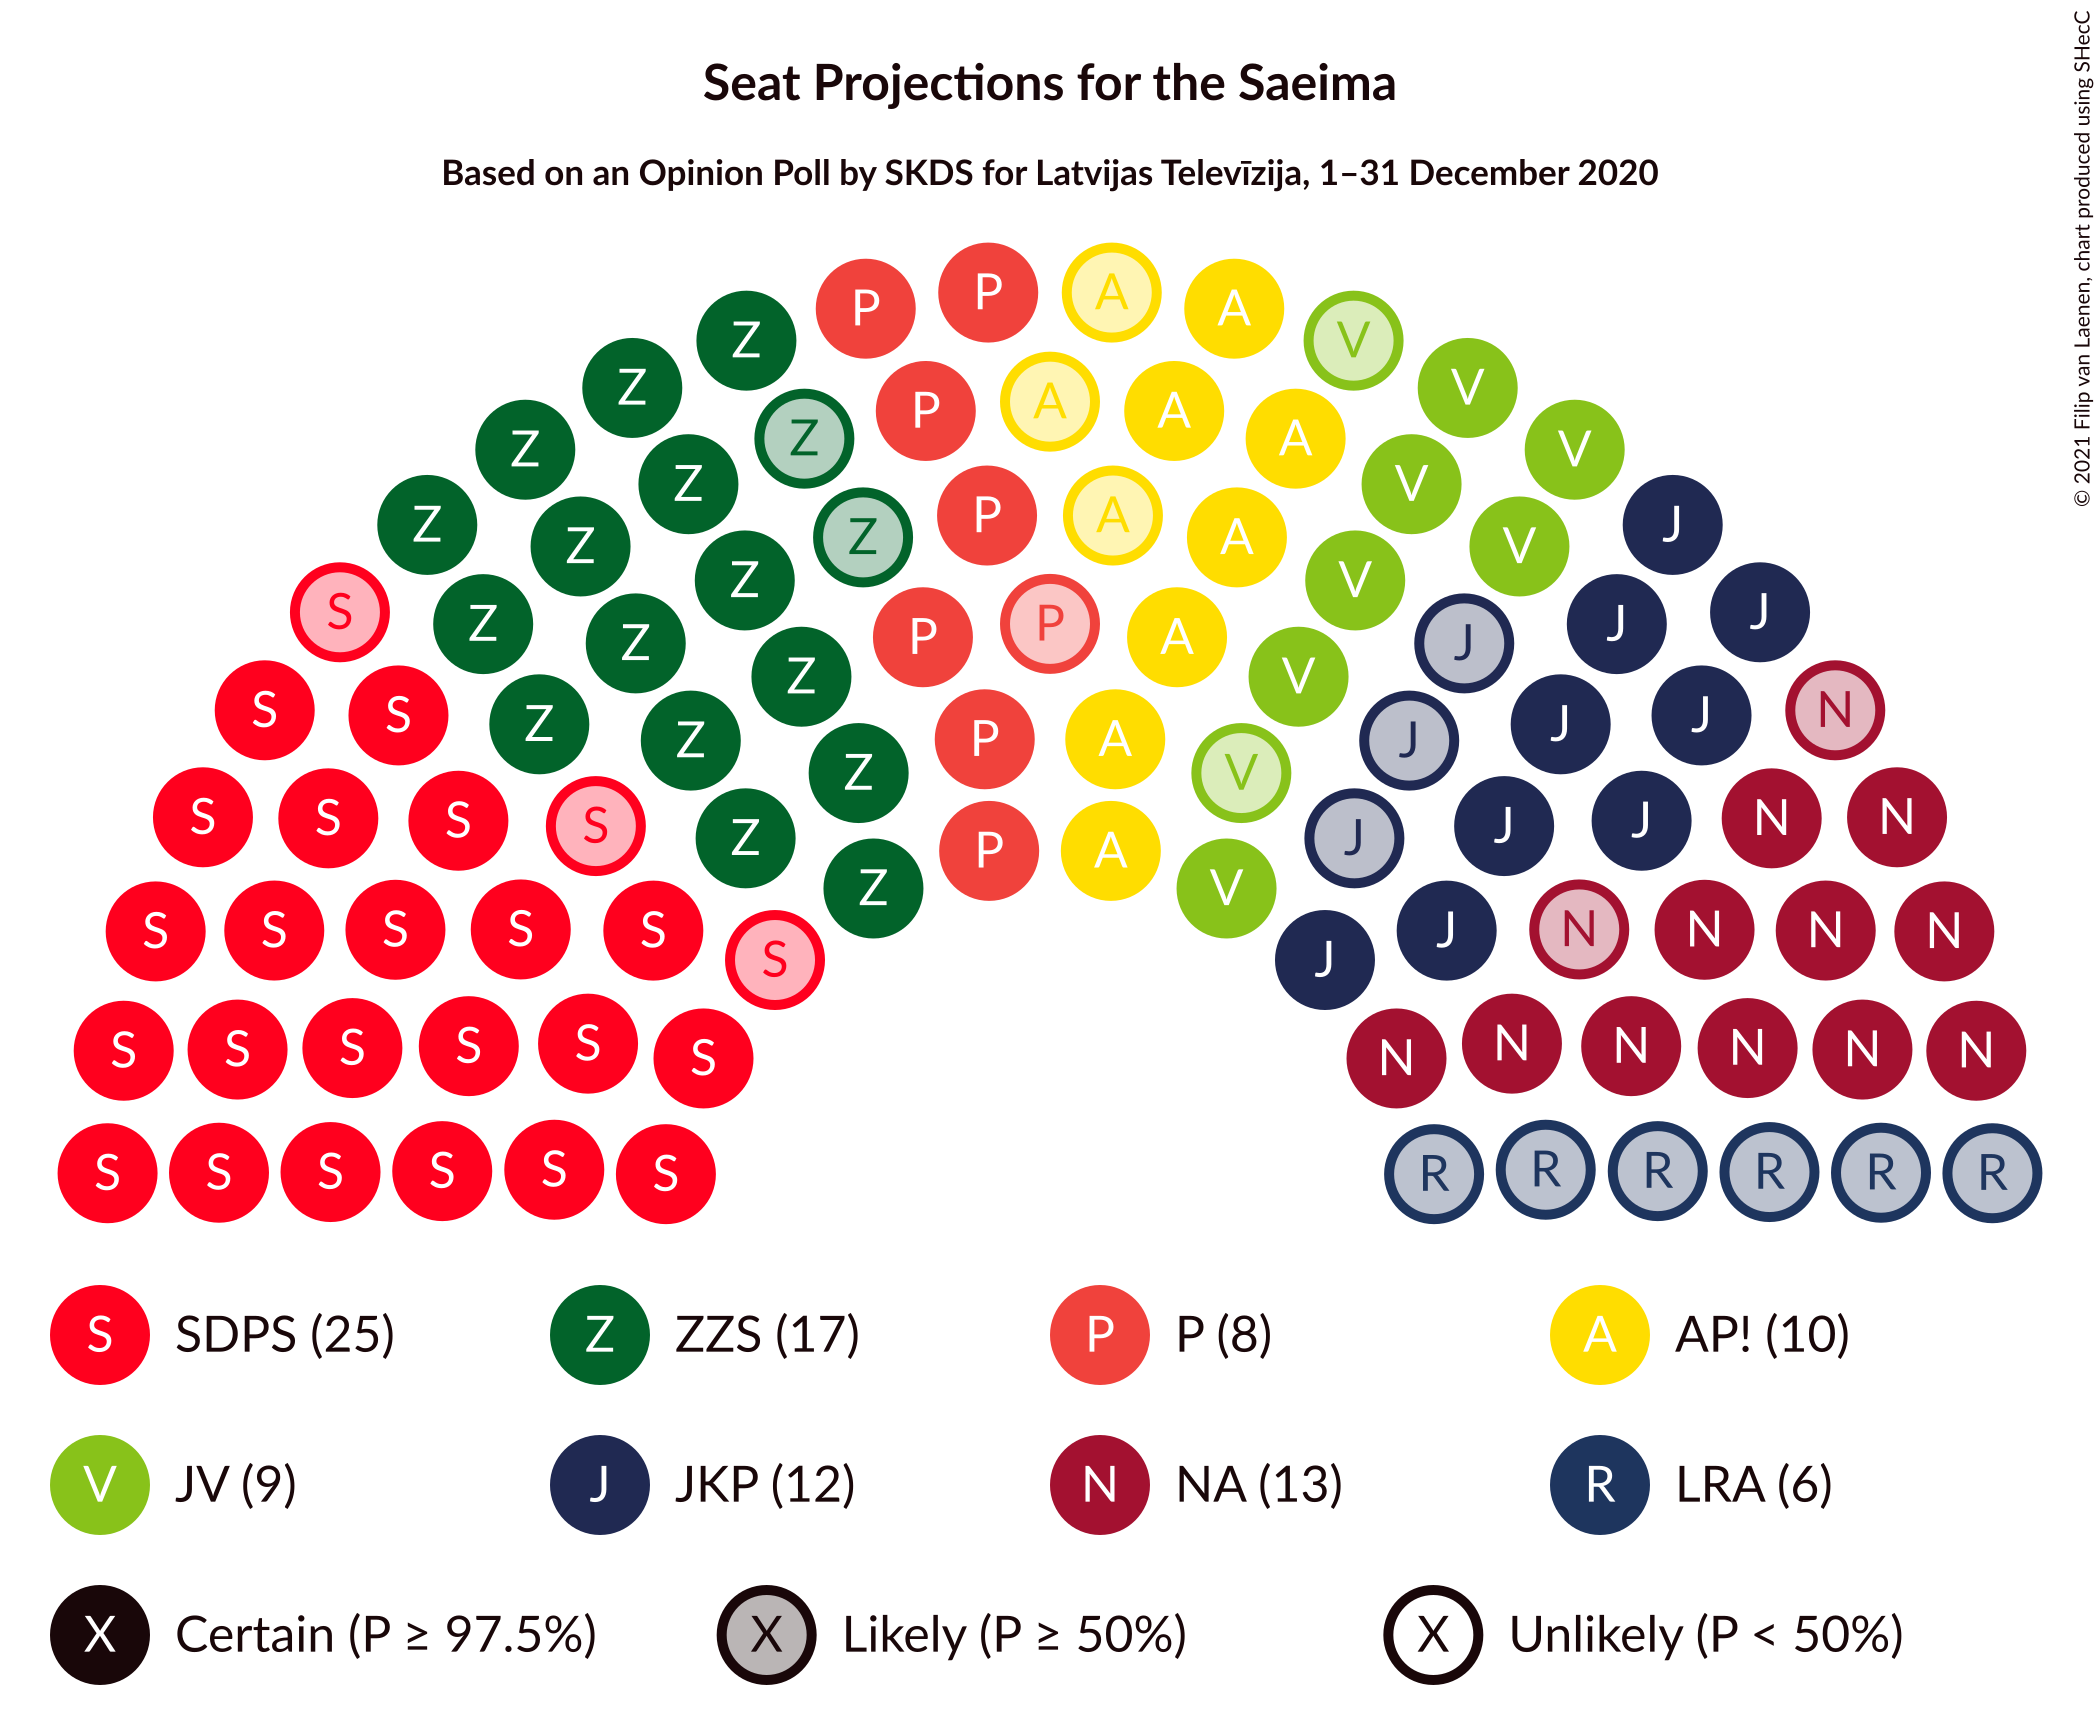 Seat Projections for the Saeima
Based on an Opinion Poll by SKDS for Latvijas Televīzija, 1–31 December 2020
© 2021 Filip van Laenen, chart produced using SHecC
P P A A
Z V
Z P A A A V
Z Z V
Z Z P A A V V
Z Z V J
S Z Z P P A V J J J
Z Z V J
S S Z Z P A V J J J N
S S S S Z Z P A V J J J N N
Z V
S S S S S S J J N N N N
S S S S S S N N N N N N
S S S S S S R R R R R R
S SDPS (25) Z ZZS (17) P P (8) A AP! (10)
V JV (9) J JKP (12) N NA (13) R LRA (6)
X Certain (P ≥ 97.5%) X Likely (P ≥ 50%) X Unlikely (P < 50%)